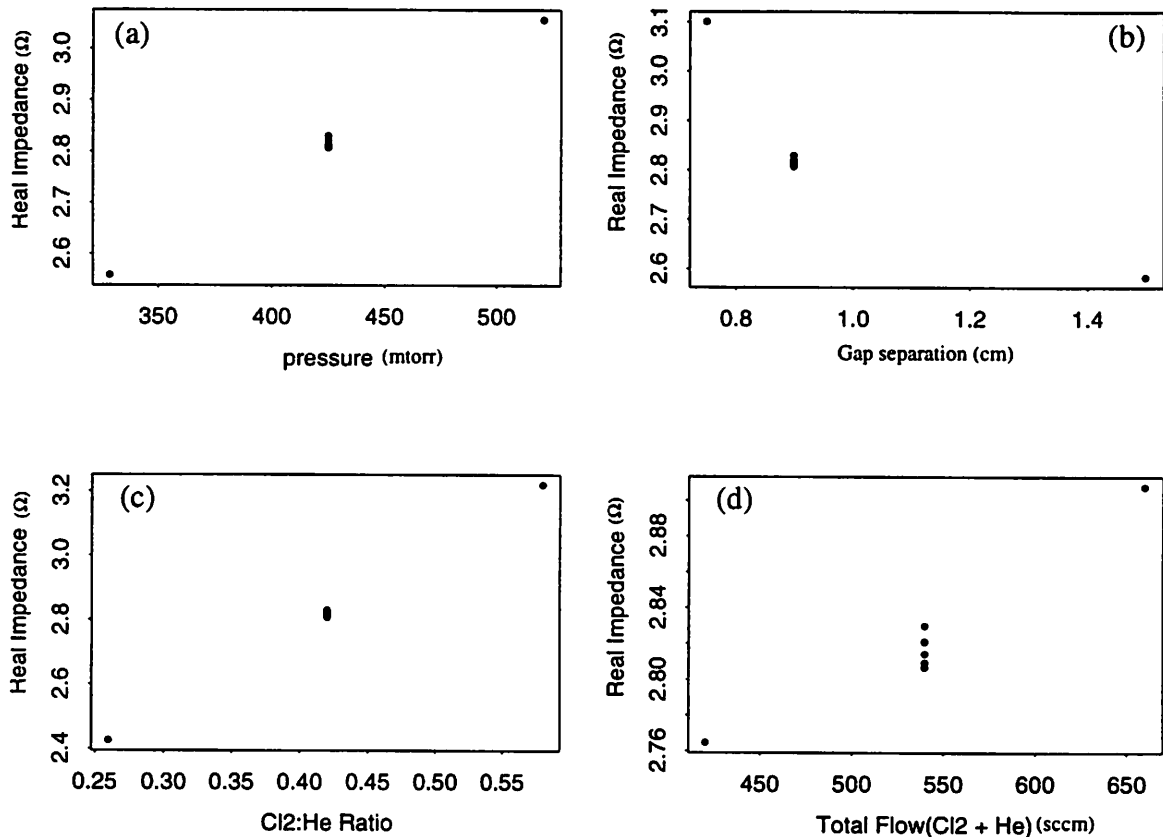 (a)
Real Impedance (Ω)
3.0
2.9
2.8
2.7
2.6
350 400 450 500
pressure (mtorr)
(b)
Real Impedance (Ω)
3.1
3.0
2.9
2.8
2.7
2.6
0.8 1.0 1.2 1.4
Gap separation (cm)
(c)
Real Impedance (Ω)
3.2
3.0
2.8
2.6
2.4
0.25 0.30 0.35 0.40 0.45 0.50 0.55
Cl2:He Ratio
(d)
Real Impedance (Ω)
2.88
2.84
2.80
2.76
450 500 550 600 650
Total Flow(Cl2 + He) (sccm)